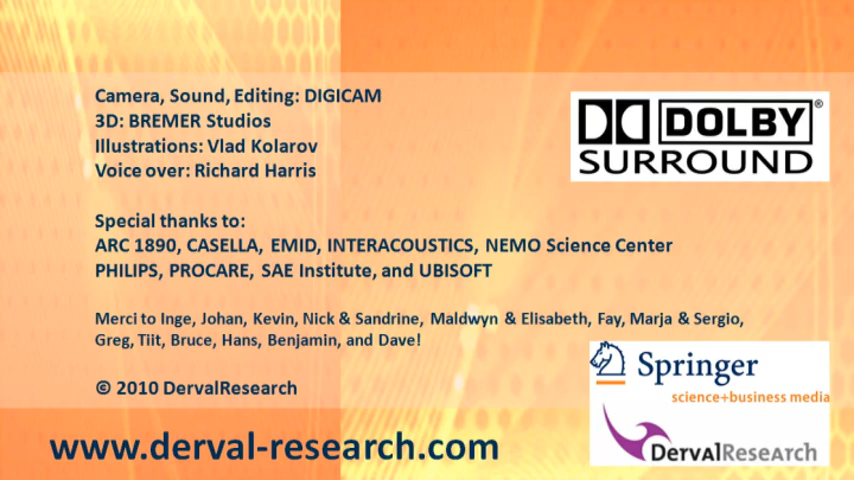 Camera, Sound, Editing: DIGICAM
3D: BREMER Studios
Illustrations: Vlad Kolarov
Voice over: Richard Harris
DOLBY®
SURROUND
Special thanks to:
ARC 1890, CASELLA, EMID, INTERACOUSTICS, NEMO Science Center
PHILIPS, PROCARE, SAE Institute, and UBISOFT
Merci to Inge, Johan, Kevin, Nick & Sandrine, Maldwyn & Elisabeth, Fay, Marja & Sergio,
Greg, Tiit, Bruce, Hans, Benjamin, and Dave!
© 2010 DervalResearch
Springer
science+business media
www.derval-research.com
DervalResearch